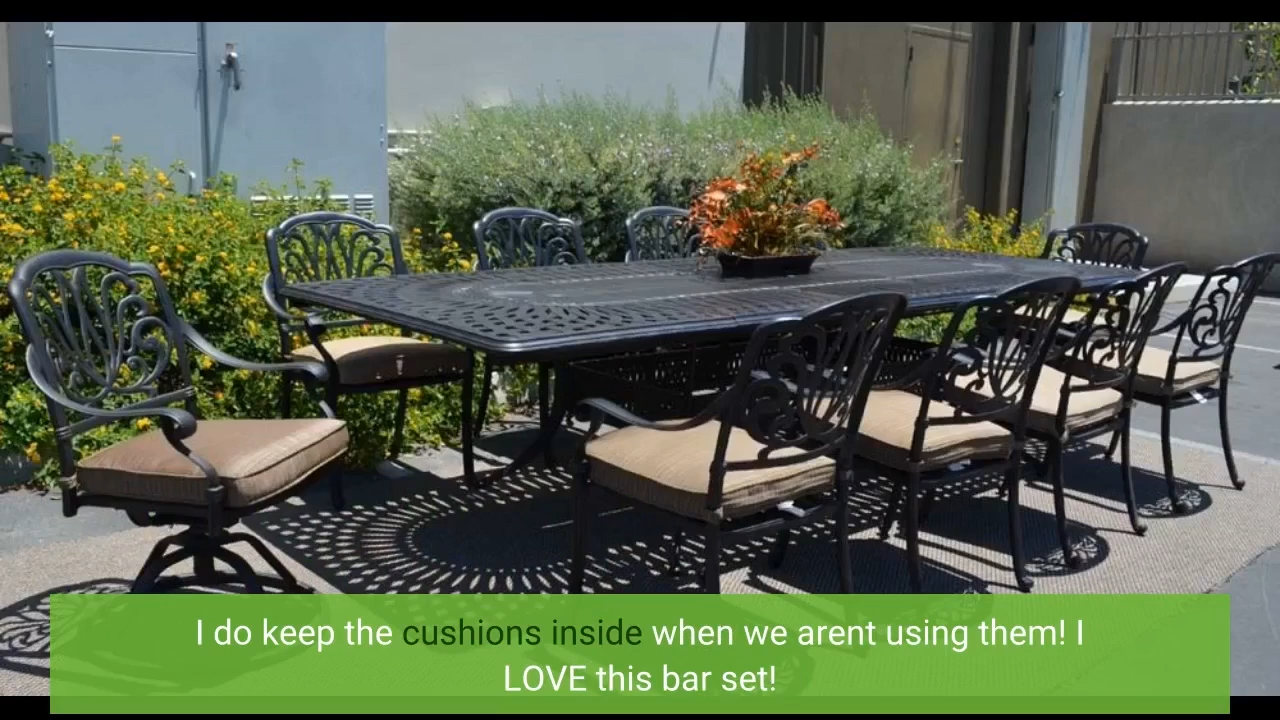 I do keep the cushions inside when we arent using them! I
LOVE this bar set!